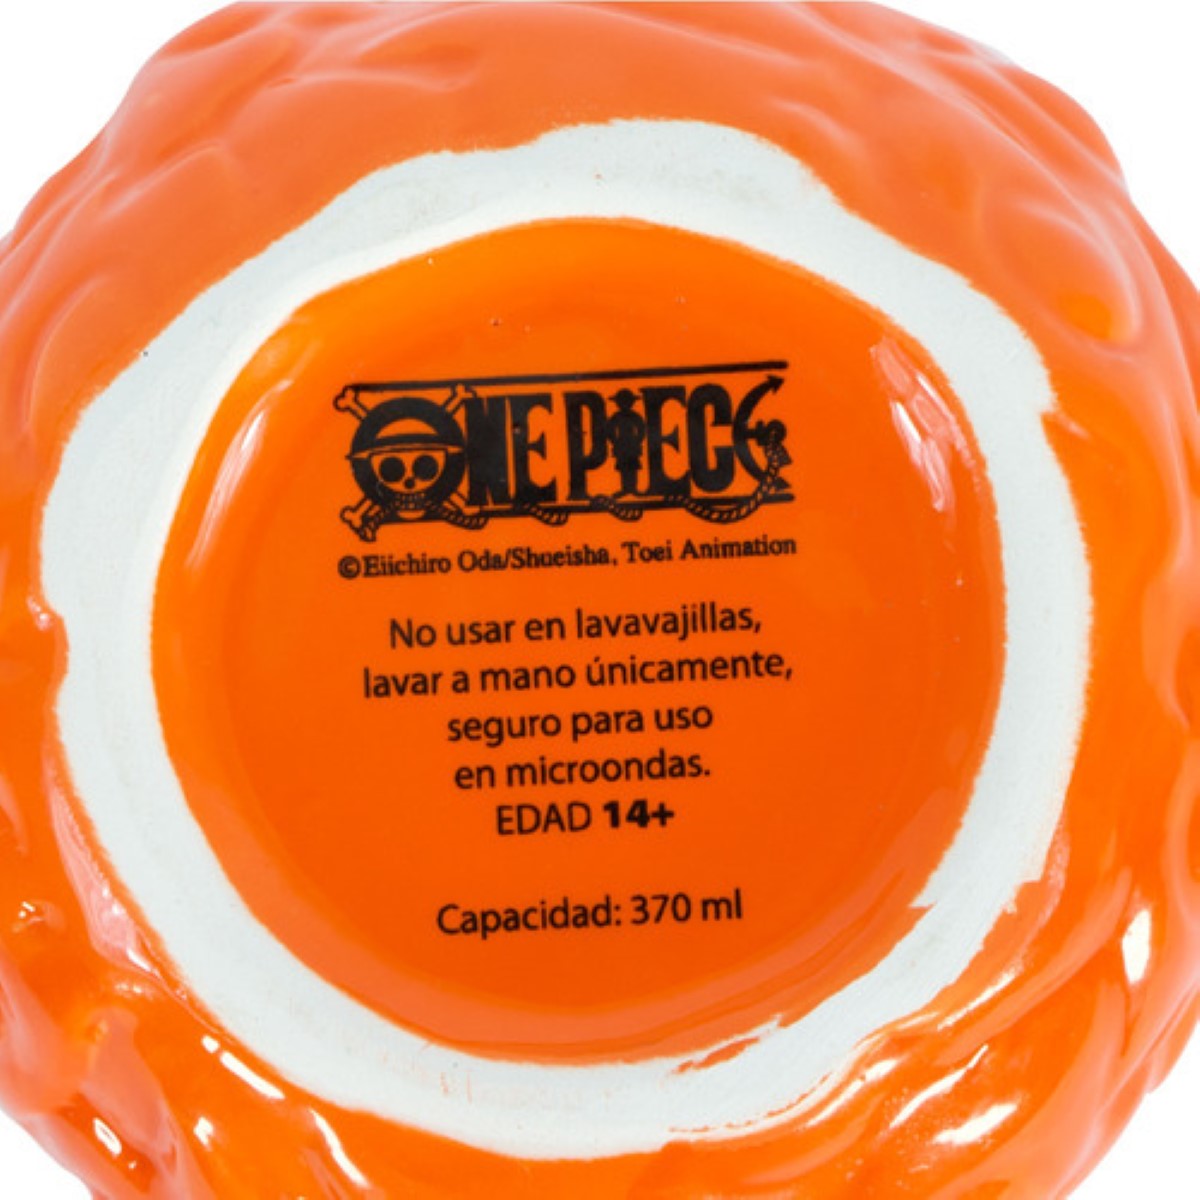 ONE PIECE
©Eiichiro Oda/Shueisha, Toei Animation
No usar en lavavajillas,
lavar a mano únicamente,
seguro para uso
en microondas.
EDAD 14+
Capacidad: 370 ml